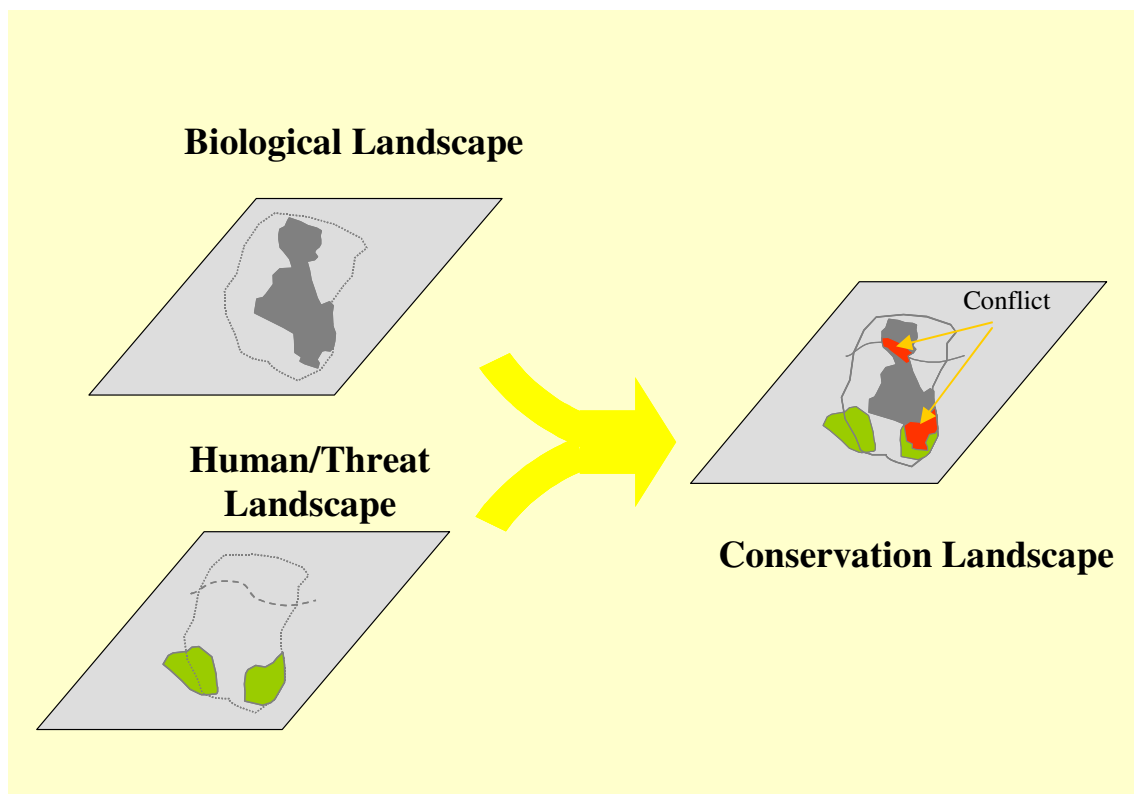 Biological Landscape
Human/Threat
Landscape
Conflict
Conservation Landscape